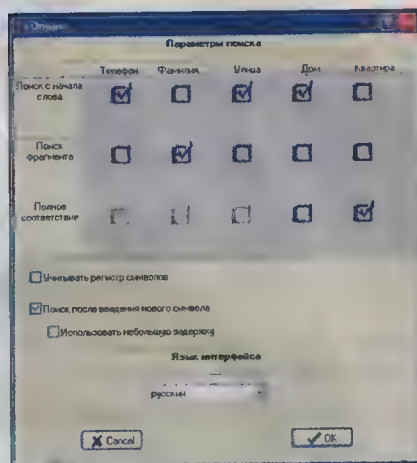 Параметры поиска
Телефон Фамилия Улица Дом Квартира
Поиск с начала
слова
Поиск
фрагмента
Полное
соответствие
Учитывать регистр символов
Поиск после введения нового символа
Использовать небольшую задержку
Язык интерфейса
русский
Cancel OK